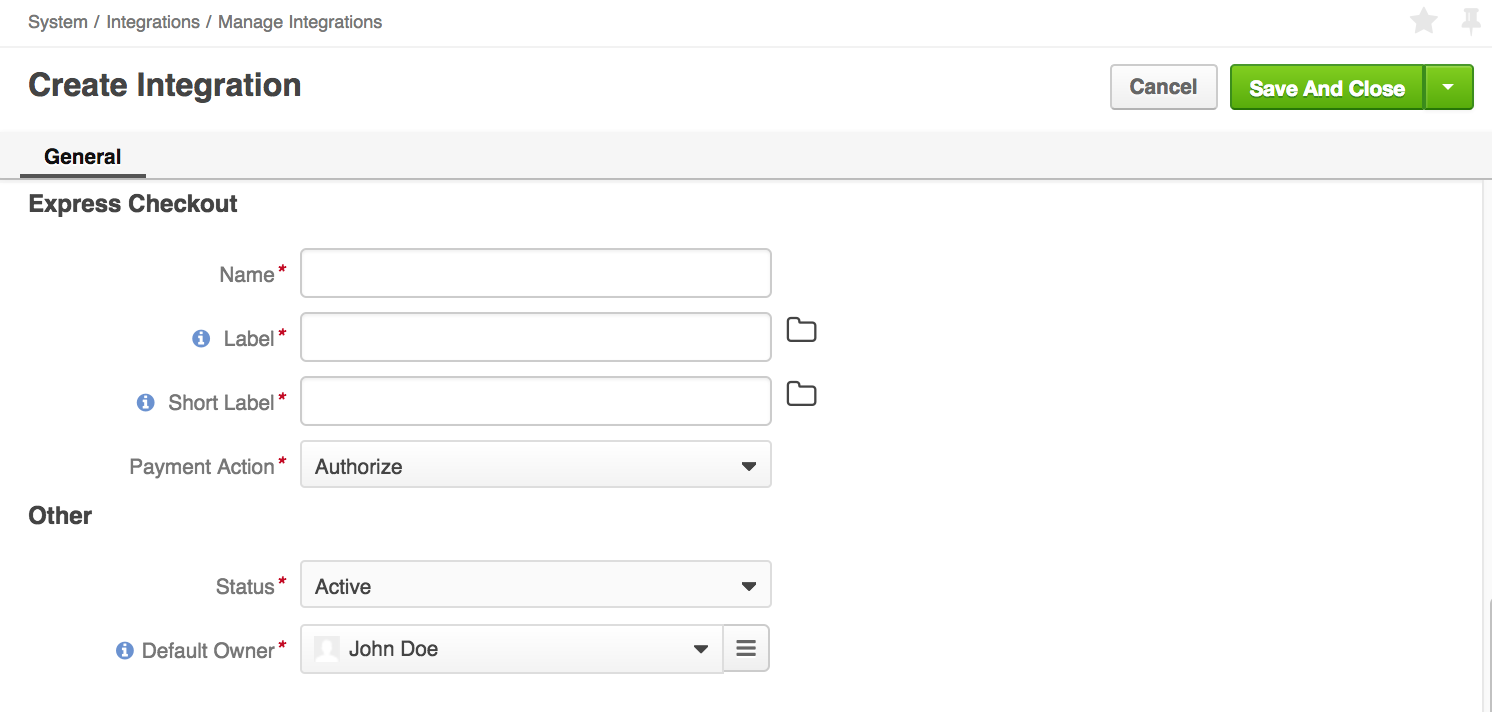 System / Integrations / Manage Integrations
Create Integration
Cancel
Save And Close
General
Express Checkout
Name*
Label*
Short Label*
Payment Action* Authorize
Other
Status* Active
Default Owner* John Doe